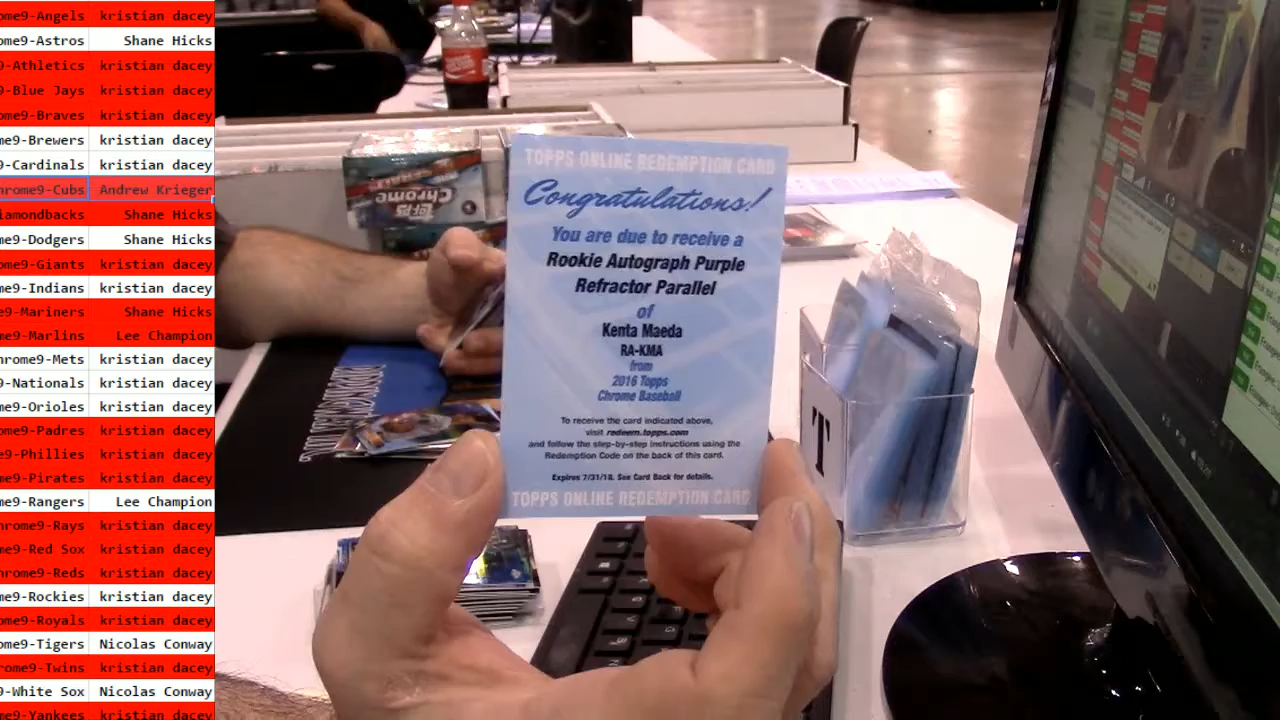 ome9-Angels kristian dacey
ome9-Astros Shane Hicks
9-Athletics kristian dacey
9-Blue Jays kristian dacey
ome9-Braves kristian dacey
me9-Brewers kristian dacey
9-Cardinals kristian dacey
hrome9-Cubs Andrew Krieger
iamondbacks Shane Hicks
me9-Dodgers Shane Hicks
ome9-Giants kristian dacey
me9-Indians kristian dacey
e9-Mariners Shane Hicks
me9-Marlins Lee Champion
hrome9-Mets kristian dacey
9-Nationals kristian dacey
me9-Orioles kristian dacey
ome9-Padres kristian dacey
e9-Phillies kristian dacey
me9-Pirates kristian dacey
me9-Rangers Lee Champion
hrome9-Rays kristian dacey
me9-Red Sox kristian dacey
hrome9-Reds kristian dacey
me9-Rockies kristian dacey
ome9-Royals kristian dacey
ome9-Tigers Nicolas Conway
rome9-Twins kristian dacey
9-White Sox Nicolas Conway
me9-Yankees kristian dacey
TOPPS ONLINE REDEMPTION CARD
Congratulations!
You are due to receive a
Rookie Autograph Purple
Refractor Parallel
of
Kenta Maeda
RA-KMA
from
2016 Topps
Chrome Baseball
To receive the card indicated above,
visit redeem.topps.com
and follow the step-by-step instructions using the
Redemption Code on the back of this card.
Expires 7/31/18. See Card Back for details.
TOPPS ONLINE REDEMPTION CARD
Chrome
T
Coca-Cola